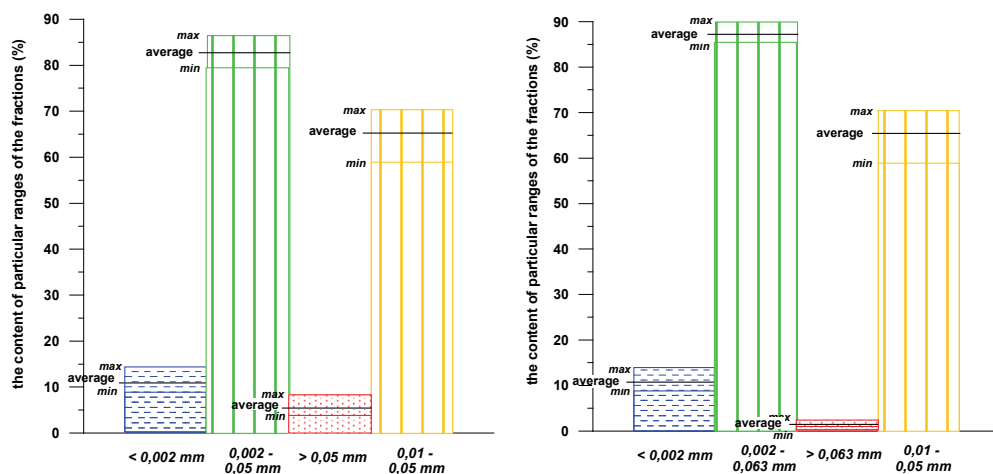 the content of particular ranges of the fractions (%)
90
80
70
60
50
40
30
20
10
0
max
average
min
max
average
min
max
average
min
max
average
min
< 0,002 mm
0,002 -
0,05 mm
> 0,05 mm
0,01 -
0,05 mm
the content of particular ranges of the fractions (%)
90
80
70
60
50
40
30
20
10
0
max
average
min
max
average
min
max
average
min
max
average
min
< 0,002 mm
0,002 -
0,063 mm
> 0,063 mm
0,01 -
0,05 mm